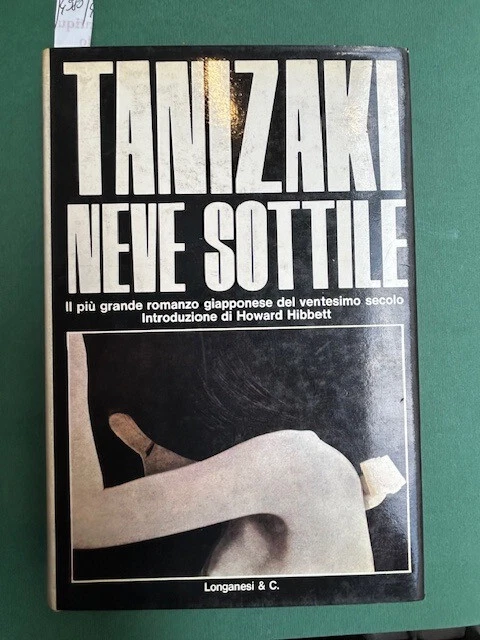 TANIZAKI
NEVE SOTTILE
Il più grande romanzo giapponese del ventesimo secolo
Introduzione di Howard Hibbett
Longanesi & C.